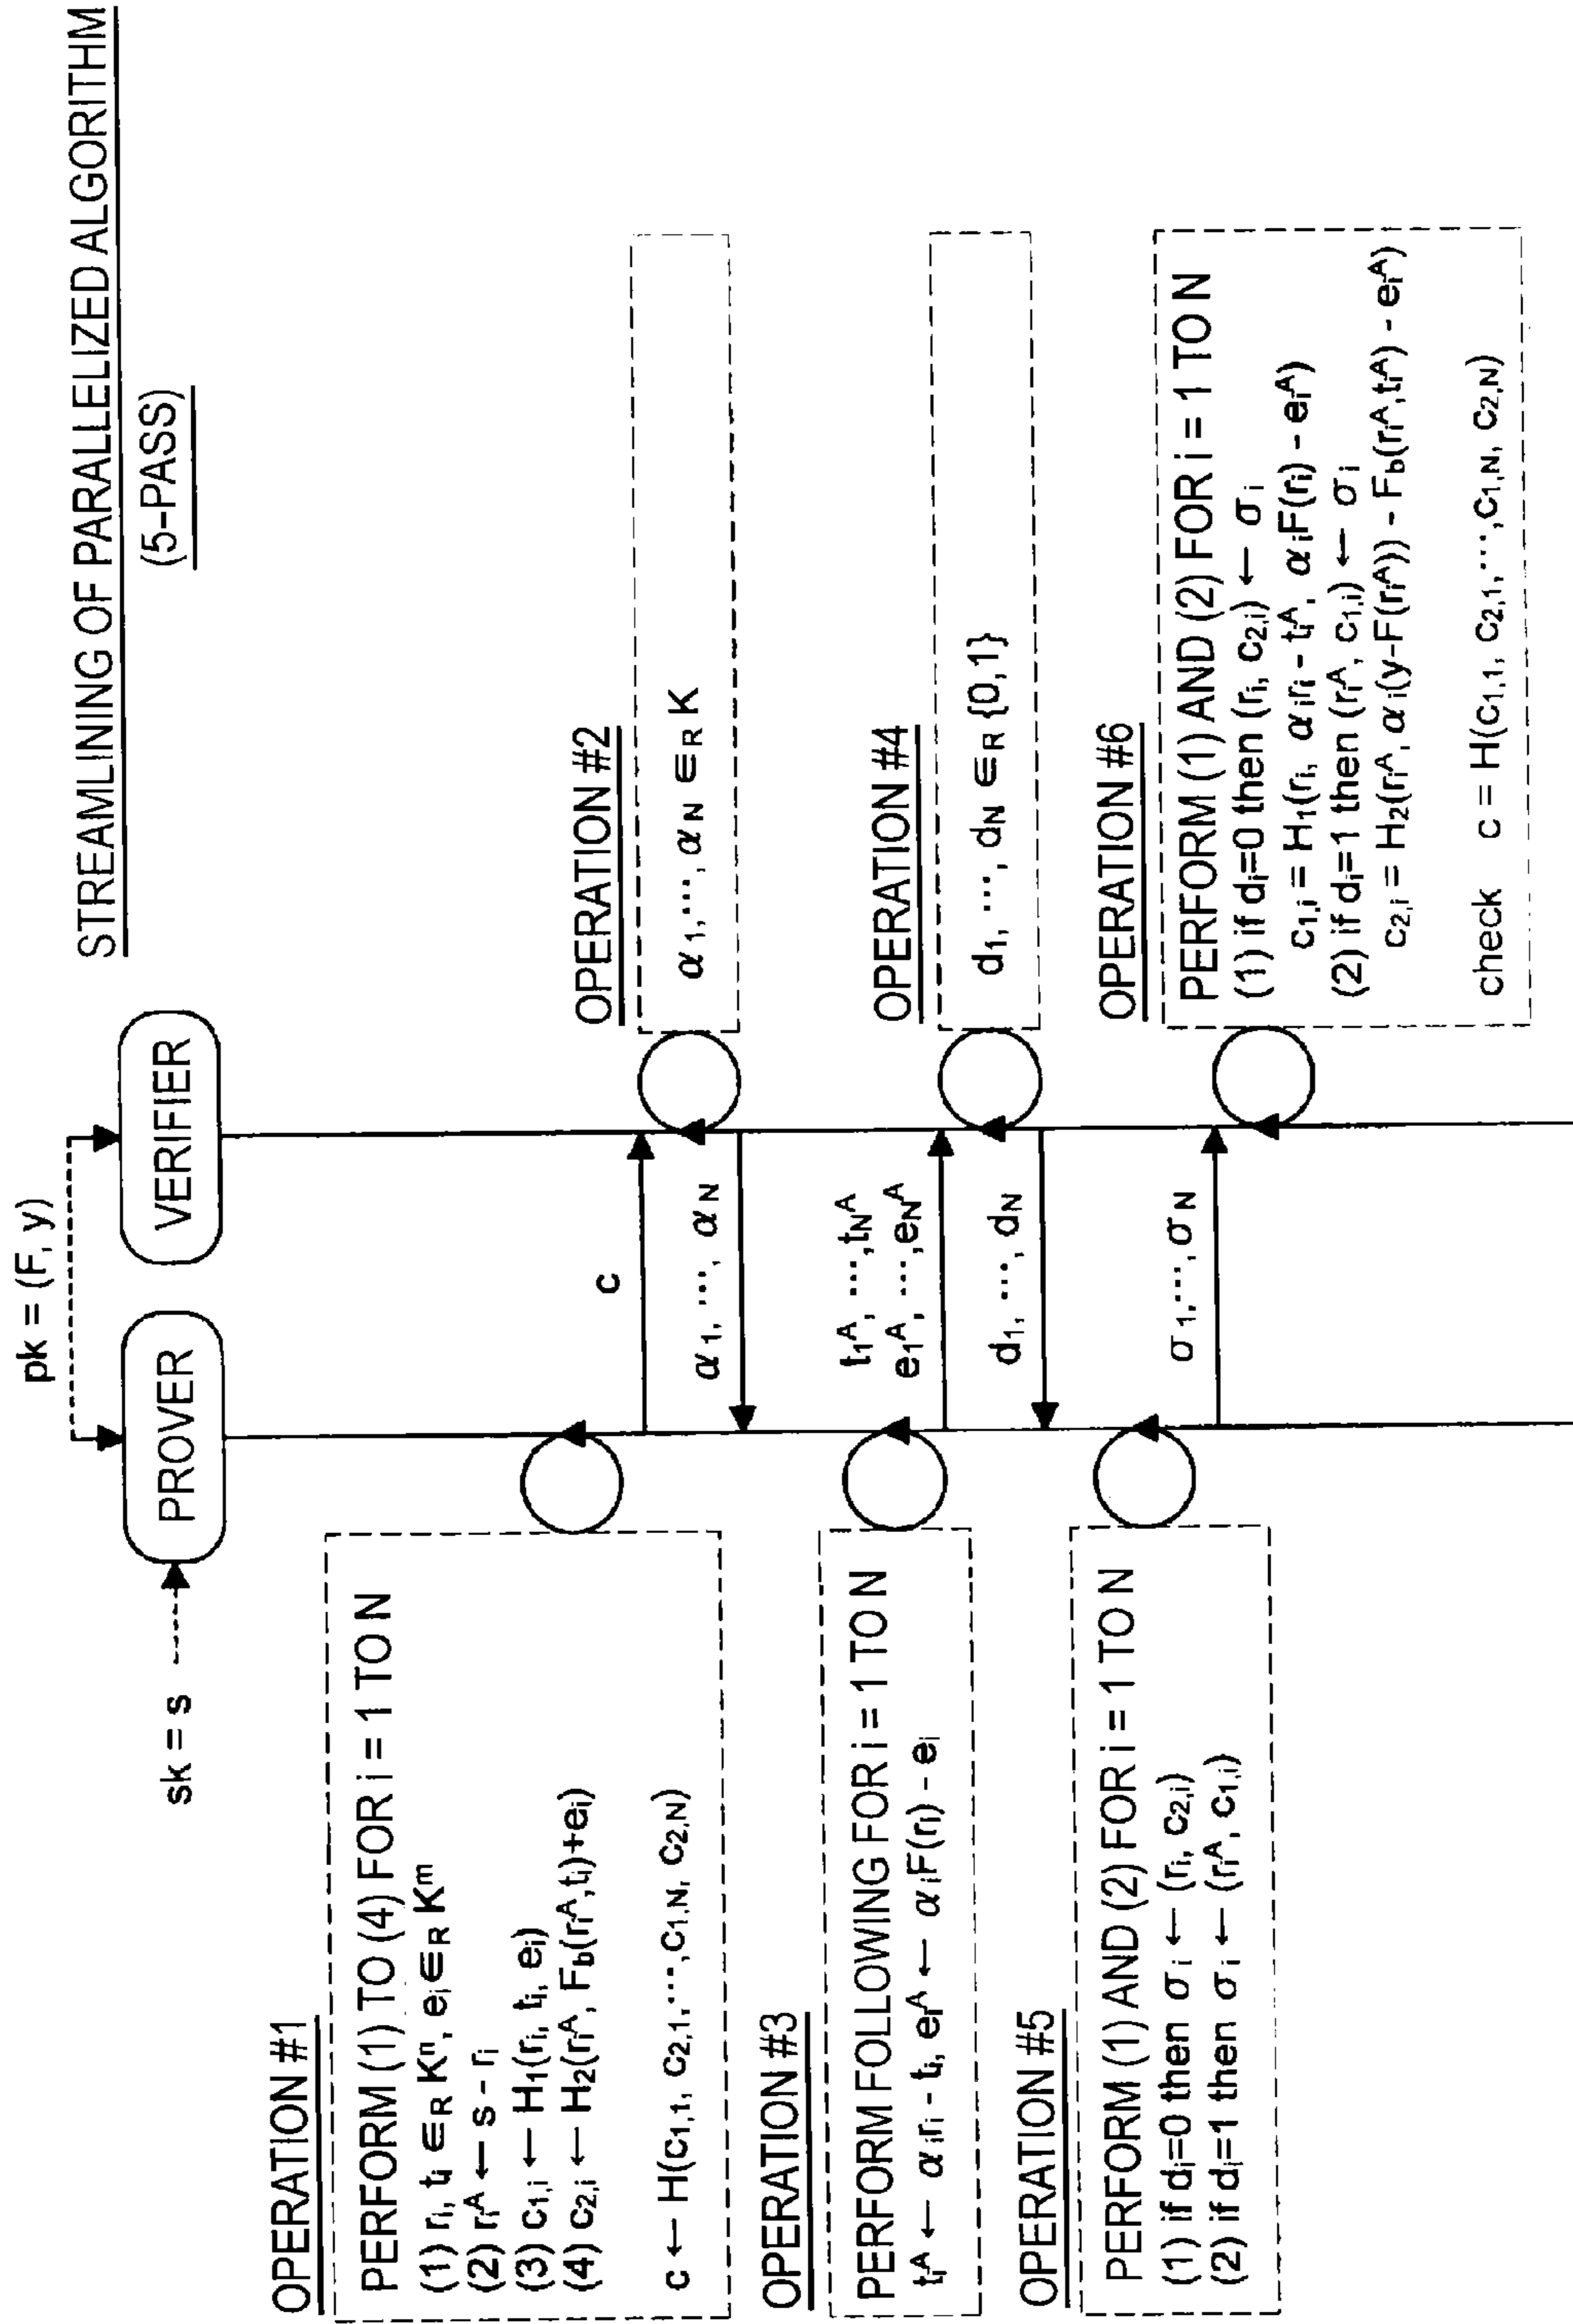 STREAMLINING OF PARALLELIZED ALGORITHM
(5-PASS)
pk = (F, y)
sk = s
PROVER
VERIFIER
OPERATION #1
PERFORM (1) TO (4) FOR i = 1 TO N
(1) rᵢ, tᵢ ∈R Kⁿ, eᵢ ∈R Kᵐ
(2) rᵢᴬ ← s - rᵢ
(3) c₁,ᵢ ← H₁(rᵢ, tᵢ, eᵢ)
(4) c₂,ᵢ ← H₂(rᵢᴬ, Fb(rᵢᴬ,tᵢ)+eᵢ)
c ← H(c₁,₁, c₂,₁,···,c₁,N, c₂,N)
c
OPERATION #2
α₁,···, αN ∈R K
α₁, ···, αN
OPERATION #3
PERFORM FOLLOWING FOR i = 1 TO N
tᵢᴬ ← αᵢrᵢ - tᵢ, eᵢᴬ ← αᵢF(rᵢ) - eᵢ
t₁ᴬ, ···,tNᴬ
e₁ᴬ, ···,eNᴬ
OPERATION #4
d₁, ···, dN ∈R {0,1}
d₁, ···, dN
OPERATION #5
PERFORM (1) AND (2) FOR i = 1 TO N
(1) if dᵢ=0 then σᵢ ← (rᵢ, c₂,ᵢ)
(2) if dᵢ=1 then σᵢ ← (rᵢᴬ, c₁,ᵢ)
σ₁,···, σN
OPERATION #6
PERFORM (1) AND (2) FOR i = 1 TO N
(1) if dᵢ=0 then (rᵢ, c₂,ᵢ) ← σᵢ
c₁,ᵢ = H₁(rᵢ, αᵢrᵢ - tᵢᴬ, αᵢF(rᵢ) - eᵢᴬ)
(2) if dᵢ=1 then (rᵢᴬ, c₁,ᵢ) ← σᵢ
c₂,ᵢ = H₂(rᵢᴬ, αᵢ(y-F(rᵢᴬ)) - Fb(rᵢᴬ,tᵢᴬ) - eᵢᴬ)
check c = H(c₁,₁, c₂,₁,···,c₁,N, c₂,N)